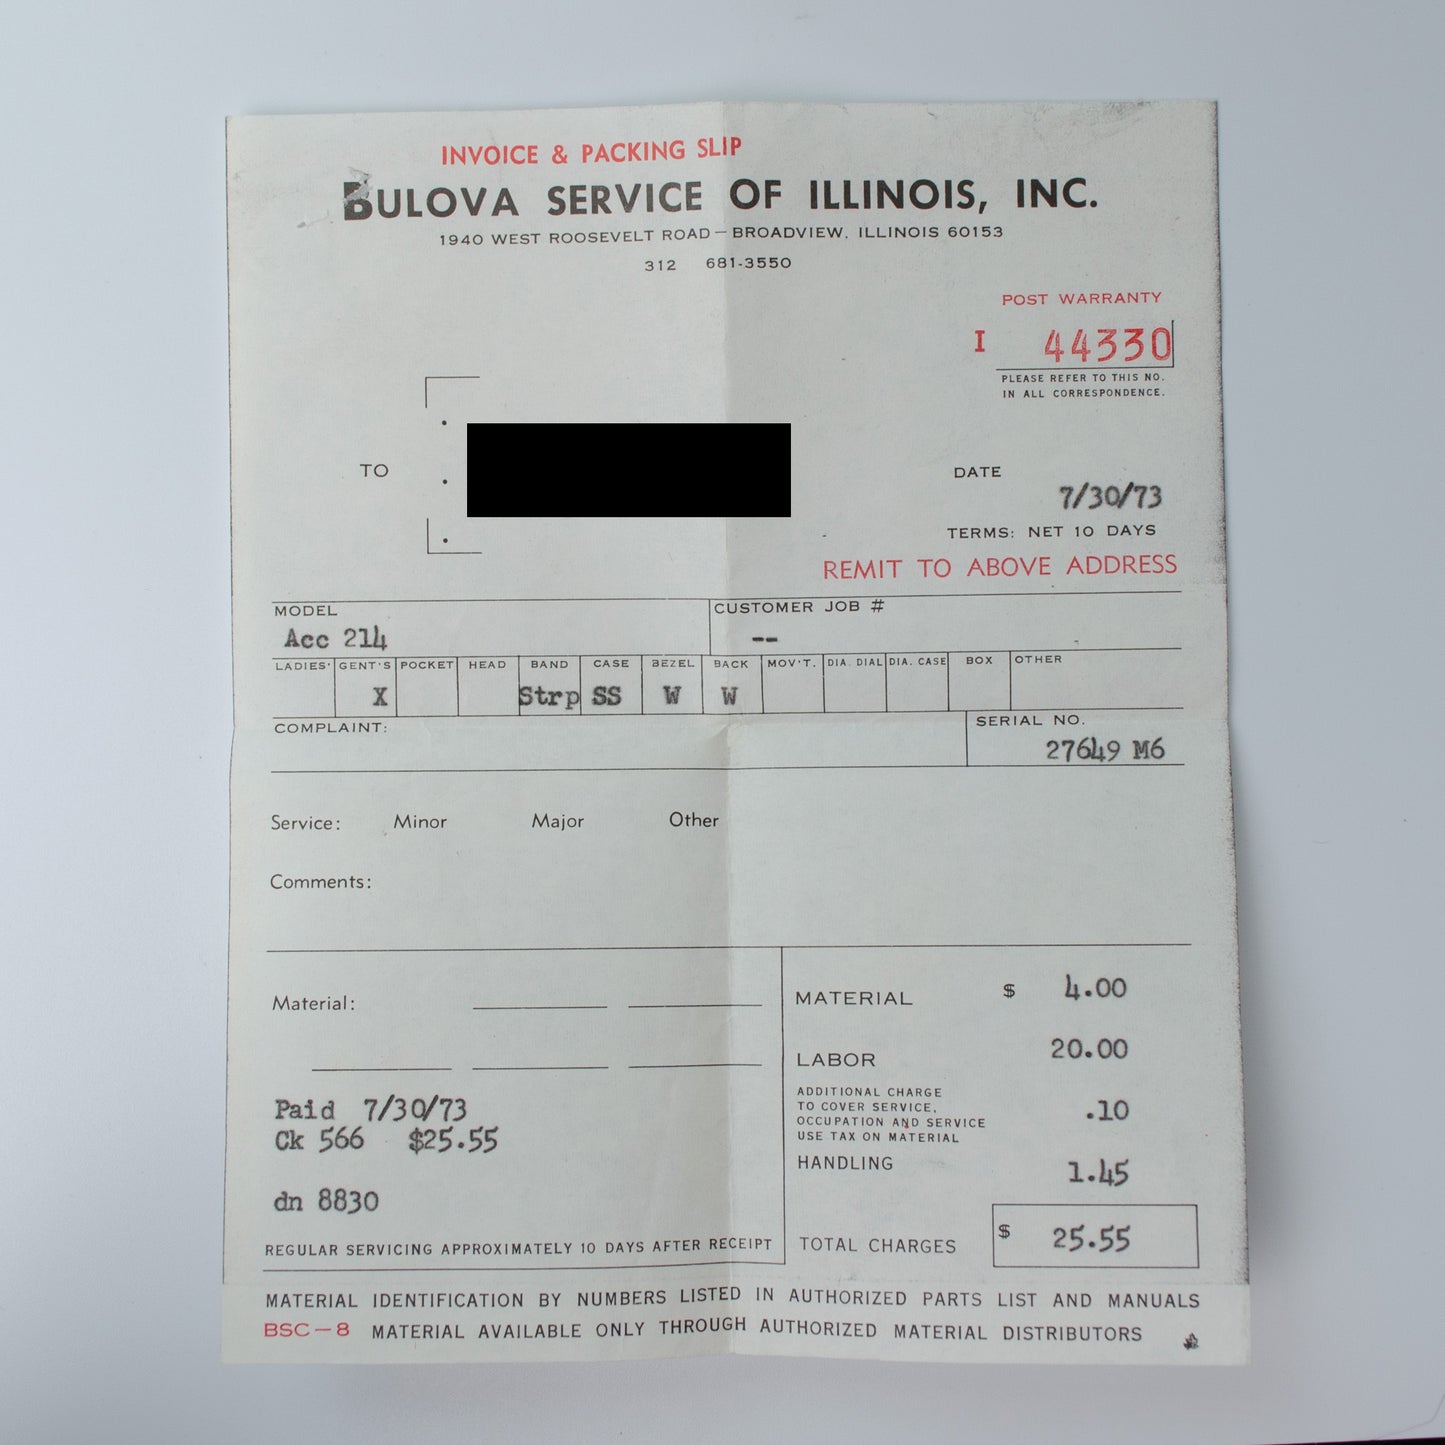 INVOICE & PACKING SLIP
BULOVA SERVICE OF ILLINOIS, INC.
1940 WEST ROOSEVELT ROAD — BROADVIEW, ILLINOIS 60153
312 681-3550
POST WARRANTY
I 44330
PLEASE REFER TO THIS NO.
IN ALL CORRESPONDENCE.
TO
DATE
7/30/73
TERMS: NET 10 DAYS
REMIT TO ABOVE ADDRESS
MODEL CUSTOMER JOB #
Acc 214 --
LADIES' GENT'S POCKET HEAD BAND CASE BEZEL BACK MOV'T. DIA. DIAL DIA. CASE BOX OTHER
X Strp SS W W
COMPLAINT: SERIAL NO.
27649 M6
Service: Minor Major Other
Comments:
Material:
MATERIAL $ 4.00
LABOR 20.00
ADDITIONAL CHARGE
TO COVER SERVICE,
OCCUPATION AND SERVICE
USE TAX ON MATERIAL
.10
HANDLING 1.45
Paid 7/30/73
Ck 566 $25.55
dn 8830
REGULAR SERVICING APPROXIMATELY 10 DAYS AFTER RECEIPT
TOTAL CHARGES $ 25.55
MATERIAL IDENTIFICATION BY NUMBERS LISTED IN AUTHORIZED PARTS LIST AND MANUALS
BSC — 8 MATERIAL AVAILABLE ONLY THROUGH AUTHORIZED MATERIAL DISTRIBUTORS